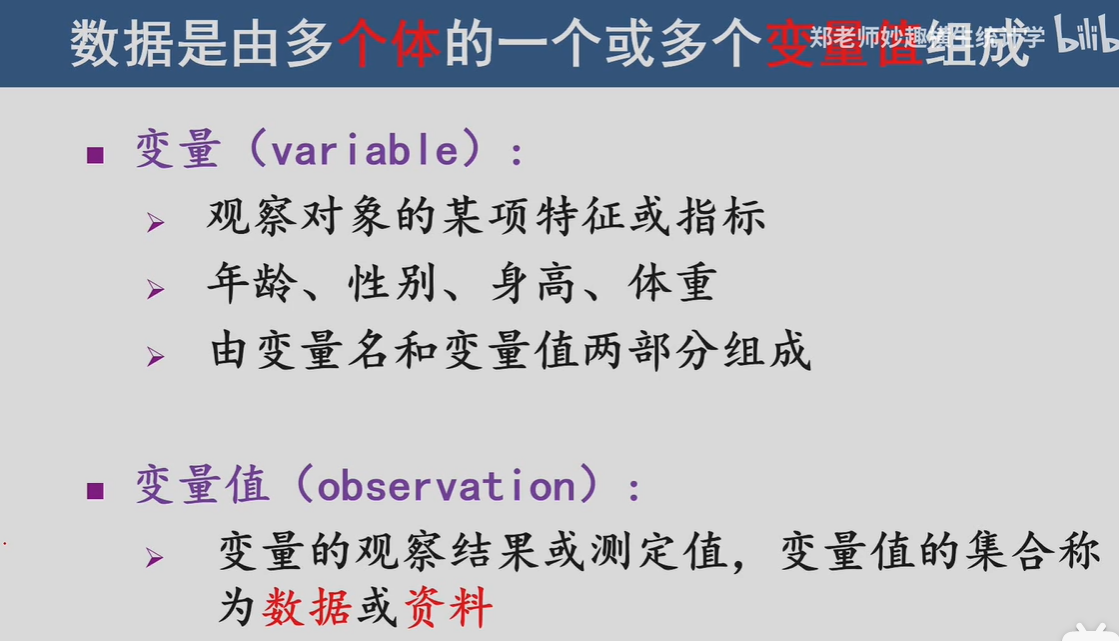 数据是由多个体的一个或多个变量值组成
郑老师妙趣横生统计学
bilib
■ 变量（variable）：
➢ 观察对象的某项特征或指标
➢ 年龄、性别、身高、体重
➢ 由变量名和变量值两部分组成
■ 变量值（observation）：
➢ 变量的观察结果或测定值，变量值的集合称
为数据或资料